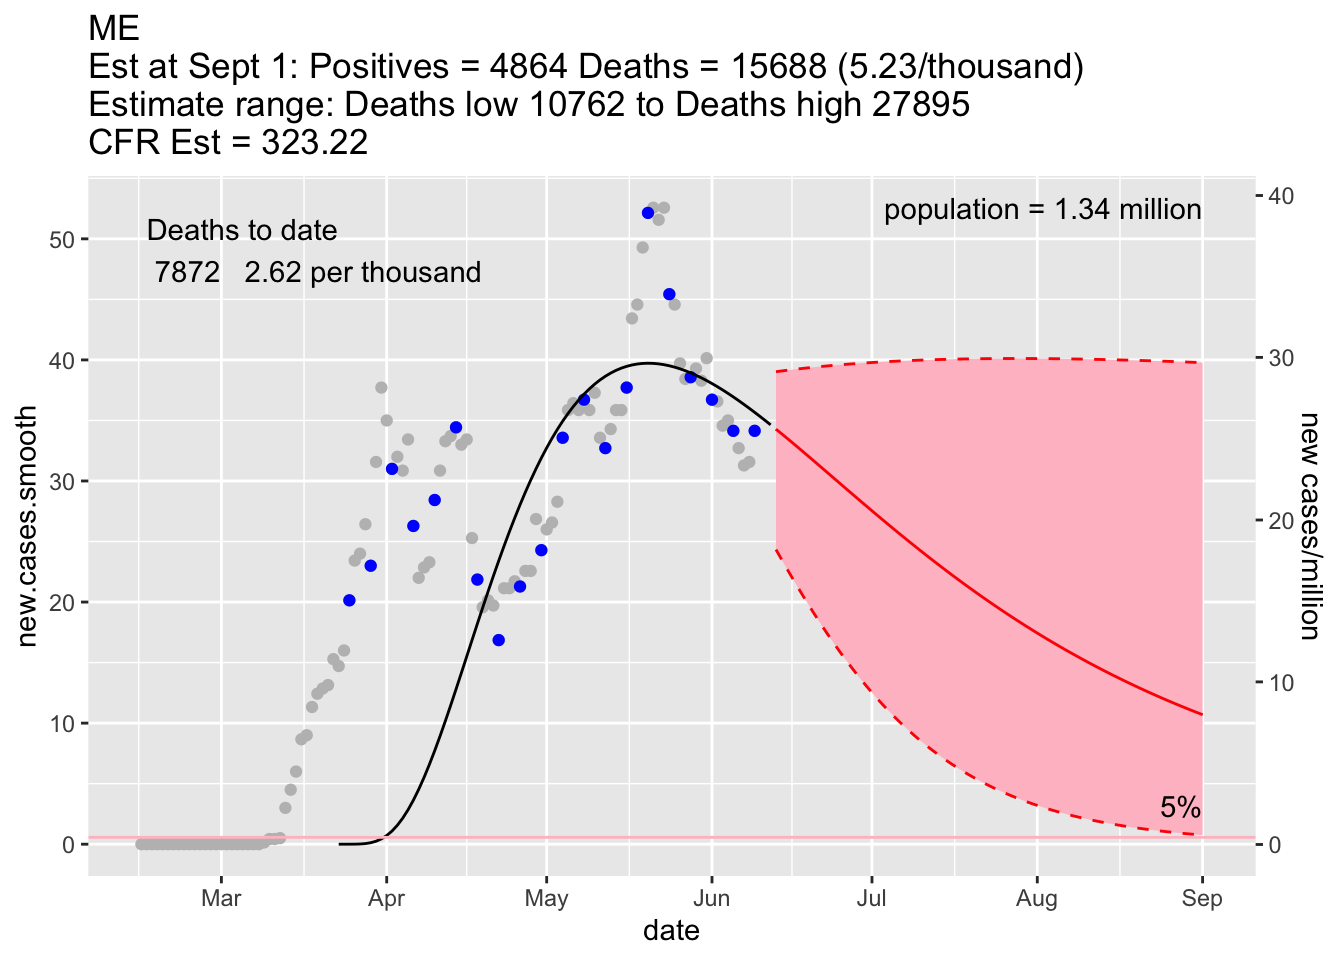 ME
Est at Sept 1: Positives = 4864 Deaths = 15688 (5.23/thousand)
Estimate range: Deaths low 10762 to Deaths high 27895
CFR Est = 323.22
Deaths to date
7872 2.62 per thousand
population = 1.34 million
5%
new.cases.smooth
50
40
30
20
10
0
new cases/million
40
30
20
10
0
Mar Apr May Jun Jul Aug Sep
date